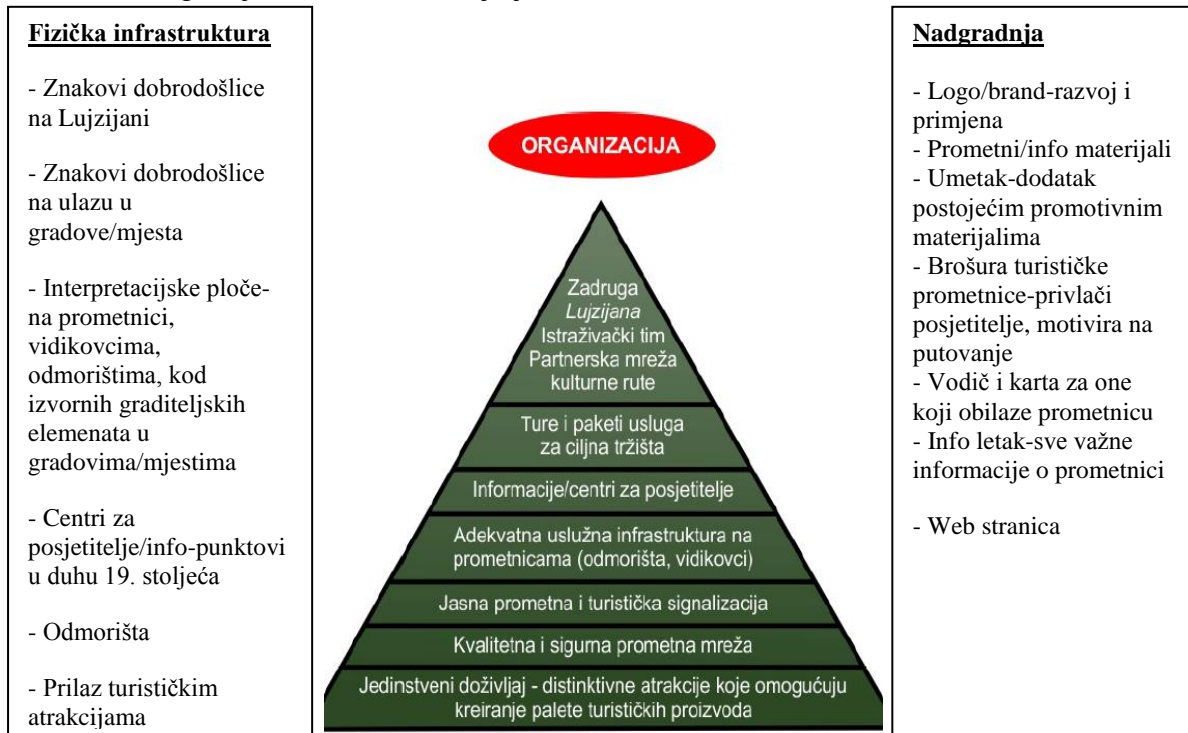 Fizička infrastruktura
- Znakovi dobrodošlice
na Lujzijani
- Znakovi dobrodošlice
na ulazu u
gradove/mjesta
- Interpretacijske ploče-
na prometnici,
vidikovcima,
odmorištima, kod
izvornih graditeljskih
elemenata u
gradovima/mjestima
- Centri za
posjetitelje/info-punktovi
u duhu 19. stoljeća
- Odmorišta
- Prilaz turističkim
atrakcijama
ORGANIZACIJA
Zadruga
Lujzijana
Istraživački tim
Partnerska mreža
kulturne rute
Ture i paketi usluga
za ciljna tržišta
Informacije/centri za posjetitelje
Adekvatna uslužna infrastruktura na
prometnicama (odmorišta, vidikovci)
Jasna prometna i turistička signalizacija
Kvalitetna i sigurna prometna mreža
Jedinstveni doživljaj - distinktivne atrakcije koje omogućuju
kreiranje palete turističkih proizvoda
Nadgradnja
- Logo/brand-razvoj i
primjena
- Prometni/info materijali
- Umetak-dodatak
postojećim promotivnim
materijalima
- Brošura turističke
prometnice-privlači
posjetitelje, motivira na
putovanje
- Vodič i karta za one
koji obilaze prometnicu
- Info letak-sve važne
informacije o prometnici
- Web stranica